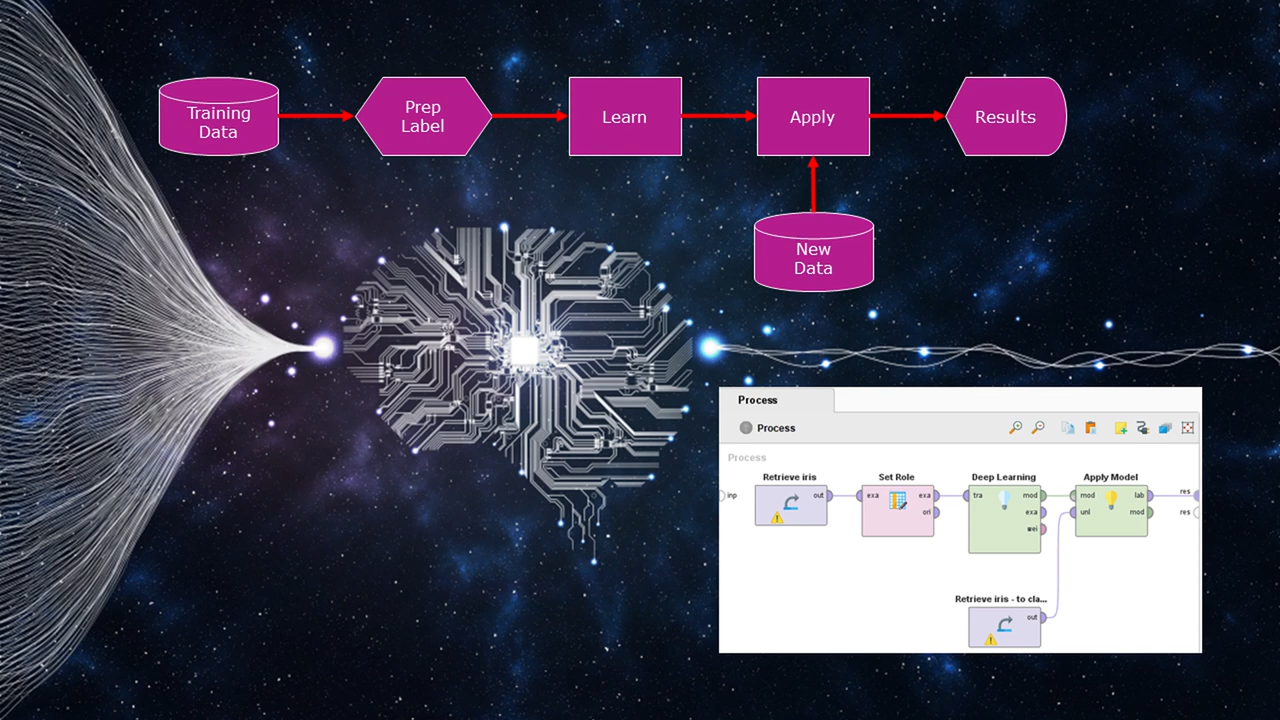 Training
Data
Prep
Label
Learn
Apply
Results
New
Data
Process
Process
Process
Retrieve iris
Set Role
Deep Learning
Apply Model
inp
out
exa
exa
ori
tra
mod
exa
wei
mod
uni
lab
mod
res
res
Retrieve iris - to cla...
out